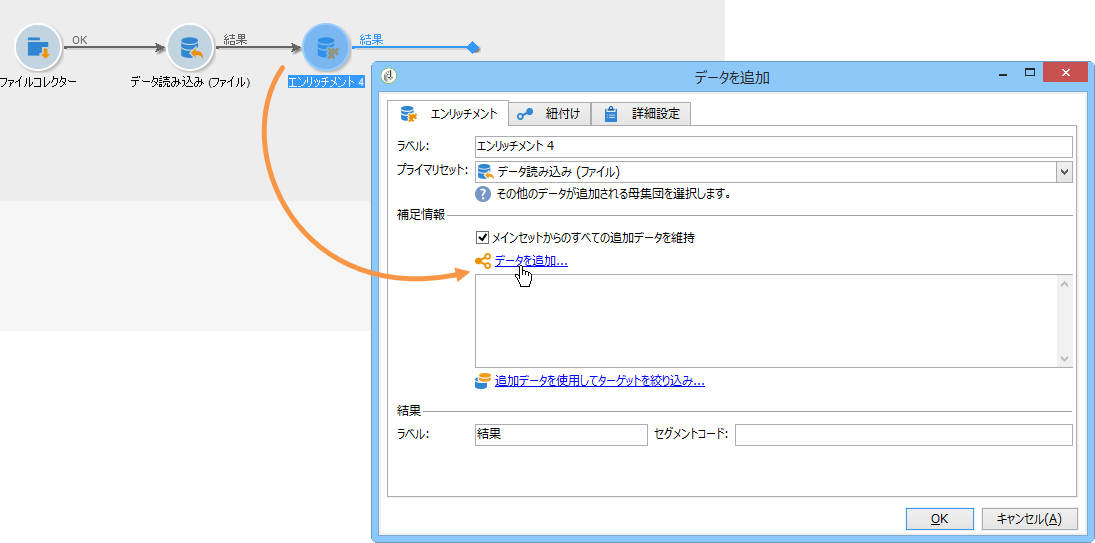 OK
結果
結果
ファイルコレクター
データ読み込み (ファイル)
エンリッチメント 4
データを追加
エンリッチメント
紐付け
詳細設定
ラベル:
エンリッチメント 4
プライマリセット:
データ読み込み (ファイル)
その他のデータが追加される母集団を選択します。
補足情報
メインセットからのすべての追加データを維持
データを追加...
追加データを使用してターゲットを絞り込み...
結果
ラベル:
結果
セグメントコード:
OK
キャンセル(A)